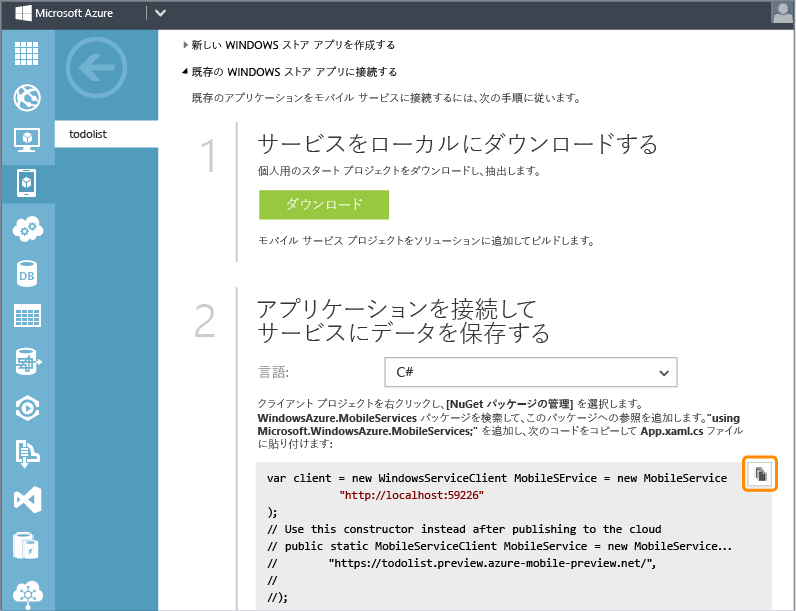 Microsoft Azure
新しい WINDOWS ストア アプリを作成する
既存の WINDOWS ストア アプリに接続する
既存のアプリケーションをモバイル サービスに接続するには、次の手順に従います。
todolist
1
サービスをローカルにダウンロードする
個人用のスタート プロジェクトをダウンロードし、抽出します。
ダウンロード
モバイル サービス プロジェクトをソリューションに追加してビルドします。
2
アプリケーションを接続して
サービスにデータを保存する
言語:
C#
クライアント プロジェクトを右クリックし、[NuGet パッケージの管理] を選択します。
WindowsAzure.MobileServices パッケージを検索して、このパッケージへの参照を追加します。"using
Microsoft.WindowsAzure.MobileServices;" を追加し、次のコードをコピーして App.xaml.cs ファイル
に貼り付けます:
var client = new WindowsServiceClient MobileSErvice = new MobileService
"http://localhost:59226"
);
// Use this constructor instead after publishing to the cloud
// public static MobileServiceClient MobileService = new MobileService...
// "https://todolist.preview.azure-mobile-preview.net/",
//
//);
DB